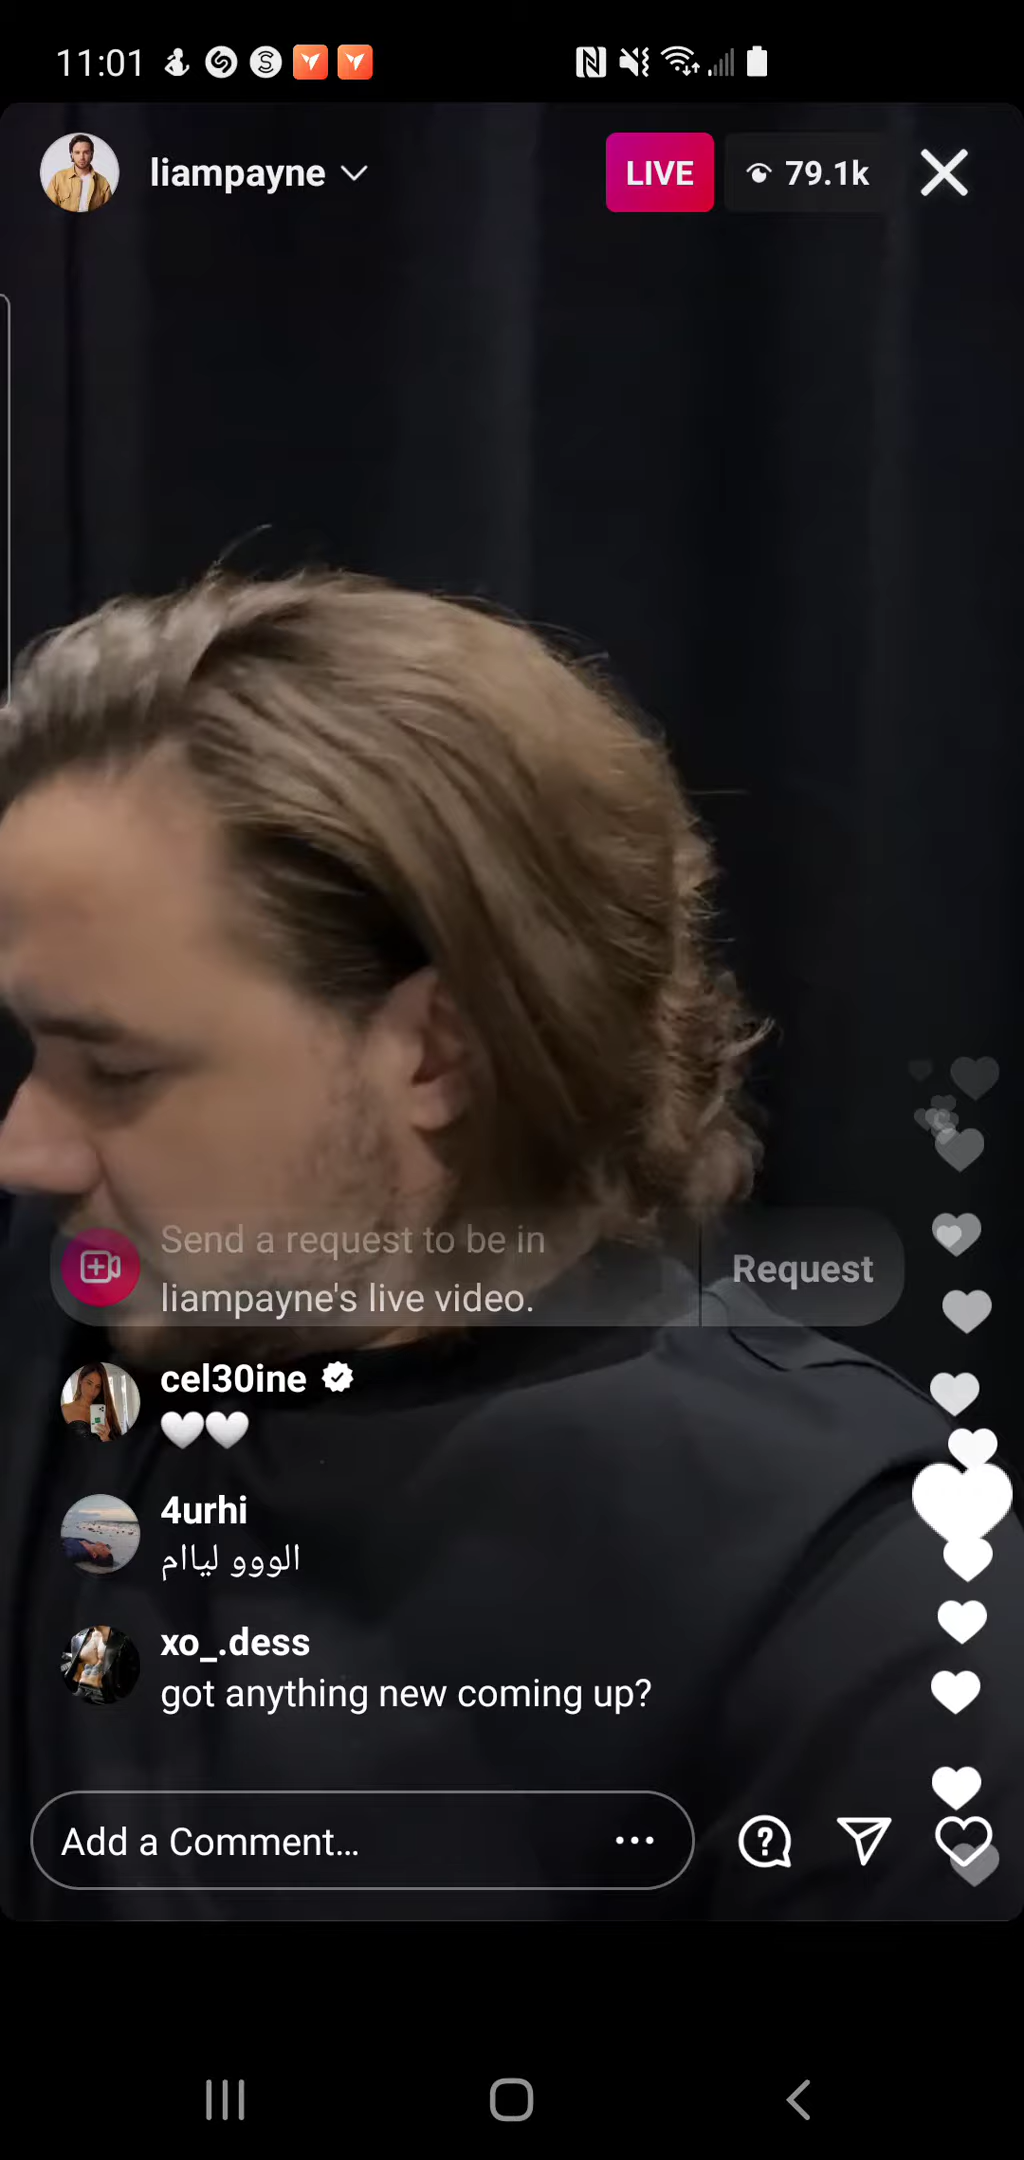 11:01
liampayne
LIVE
79.1k
Send a request to be in
liampayne's live video.
Request
cel30ine
🤍🤍
4urhi
الووو لياام
xo_.dess
got anything new coming up?
Add a Comment...